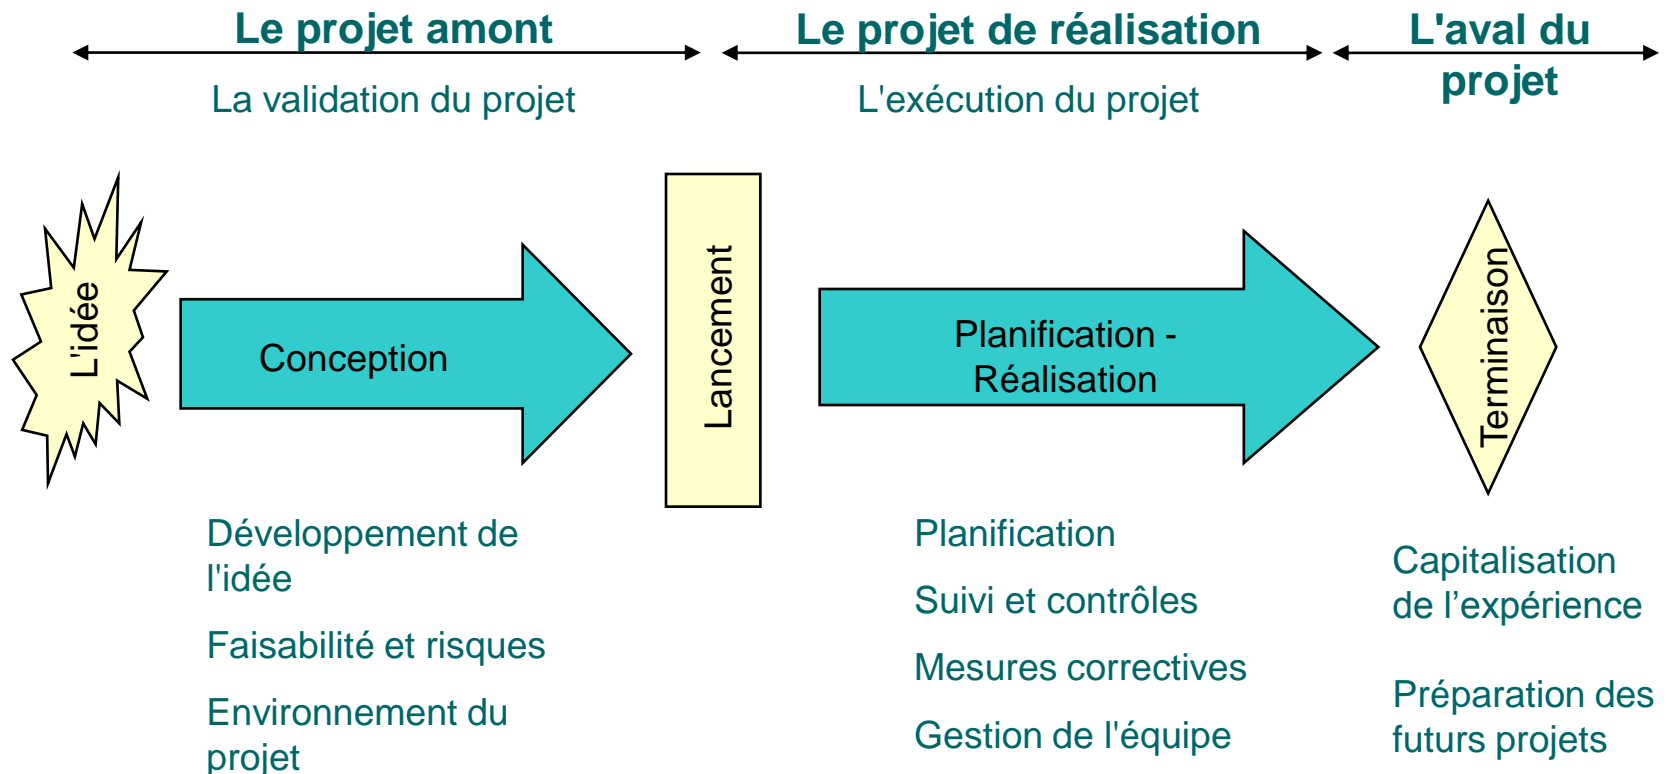 Le projet amont
Le projet de réalisation
L'aval du
projet
La validation du projet
L'exécution du projet
L'idée
Conception
Lancement
Planification -
Réalisation
Terminaison
Développement de
l'idée
Faisabilité et risques
Environnement du
projet
Planification
Suivi et contrôles
Mesures correctives
Gestion de l'équipe
Capitalisation
de l’expérience
Préparation des
futurs projets